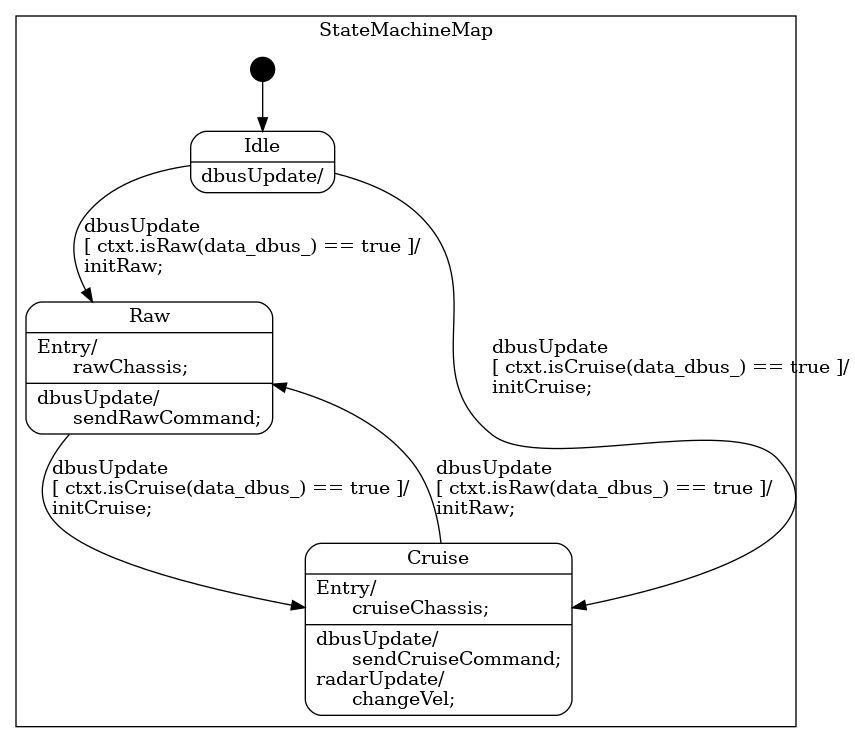 StateMachineMap
Idle
dbusUpdate/
dbusUpdate
[ ctxt.isRaw(data_dbus_) == true ]/
initRaw;
Raw
Entry/
rawChassis;
dbusUpdate/
sendRawCommand;
dbusUpdate
[ ctxt.isCruise(data_dbus_) == true ]/
initCruise;
dbusUpdate
[ ctxt.isCruise(data_dbus_) == true ]/
initCruise;
dbusUpdate
[ ctxt.isRaw(data_dbus_) == true ]/
initRaw;
Cruise
Entry/
cruiseChassis;
dbusUpdate/
sendCruiseCommand;
radarUpdate/
changeVel;